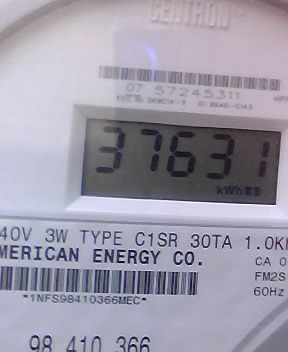 CENTRON®
07 57245311
37631
kWh
40V 3W TYPE C1SR 30TA 1.0K
MERICAN ENERGY CO.
CA 0
FM2S
60Hz
*1NFS98410366MEC*
98 410 366